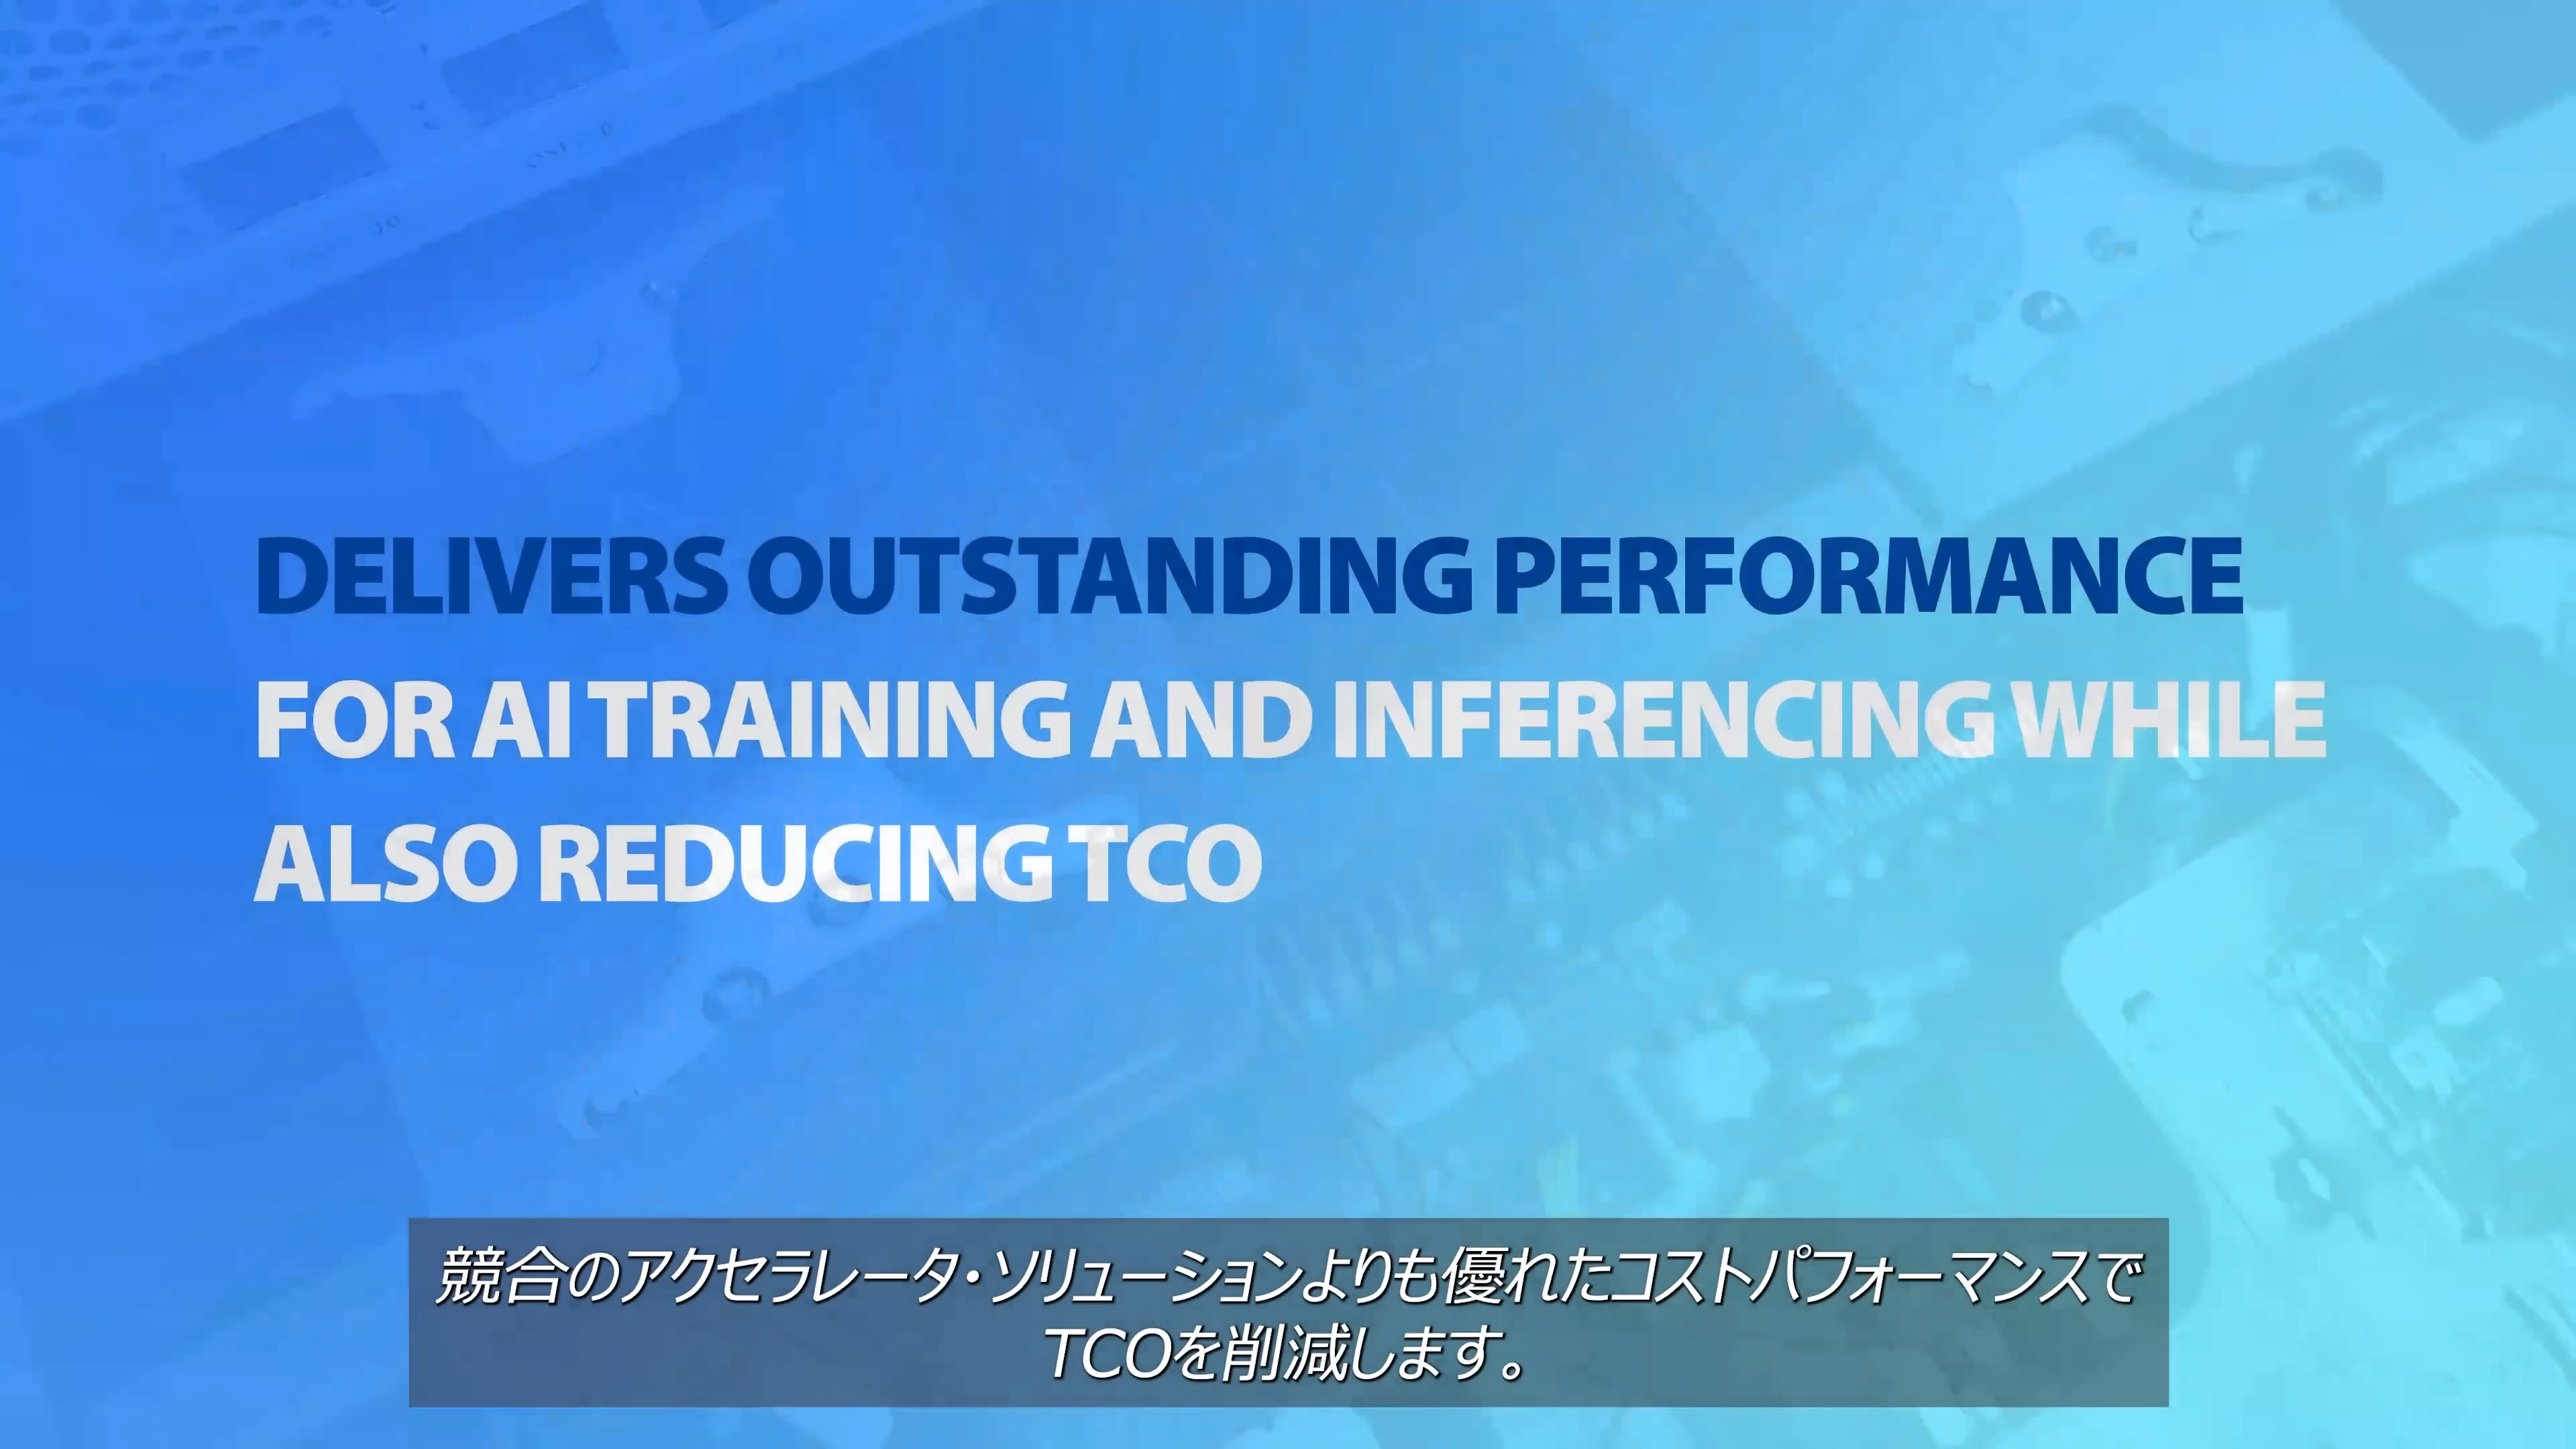 DELIVERS OUTSTANDING PERFORMANCE
FOR AI TRAINING AND INFERENCING WHILE
ALSO REDUCING TCO
競合のアクセラレータ・ソリューションよりも優れたコストパフォーマンスで
TCOを削減します。